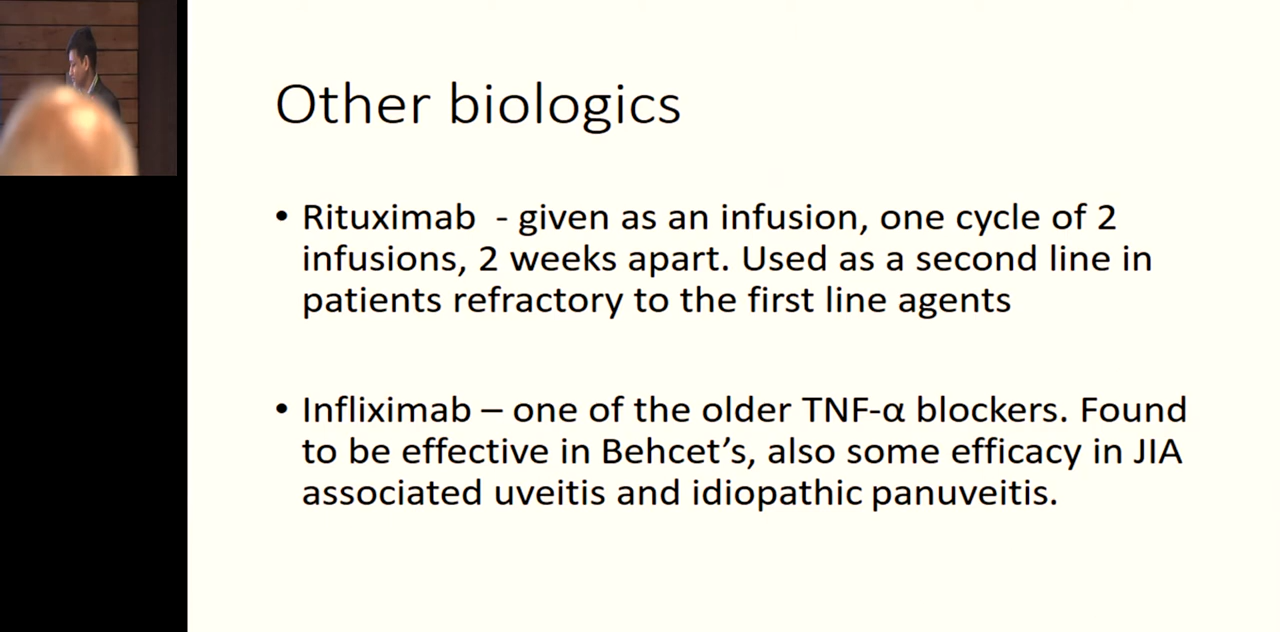 Other biologics
• Rituximab - given as an infusion, one cycle of 2
infusions, 2 weeks apart. Used as a second line in
patients refractory to the first line agents
• Infliximab – one of the older TNF-α blockers. Found
to be effective in Behcet’s, also some efficacy in JIA
associated uveitis and idiopathic panuveitis.